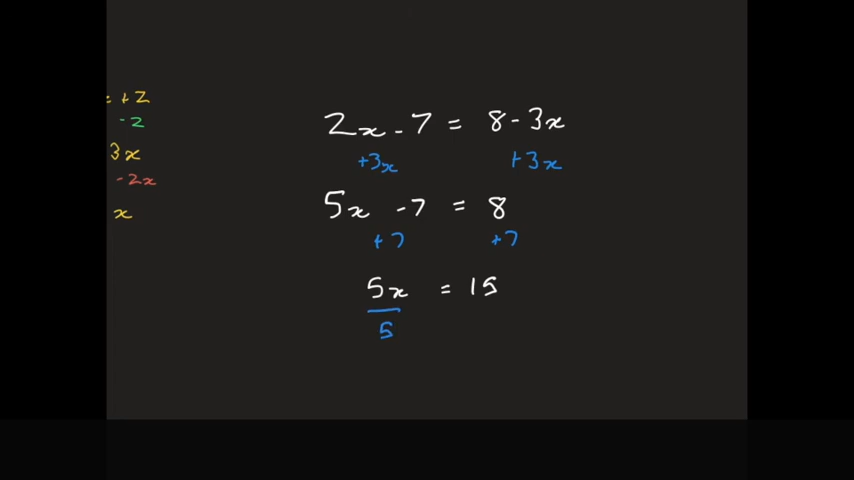 +2
-2
3x
-2x
x
2x - 7 = 8 - 3x
+3x +3x
5x - 7 = 8
+7 +7
5x = 15
5